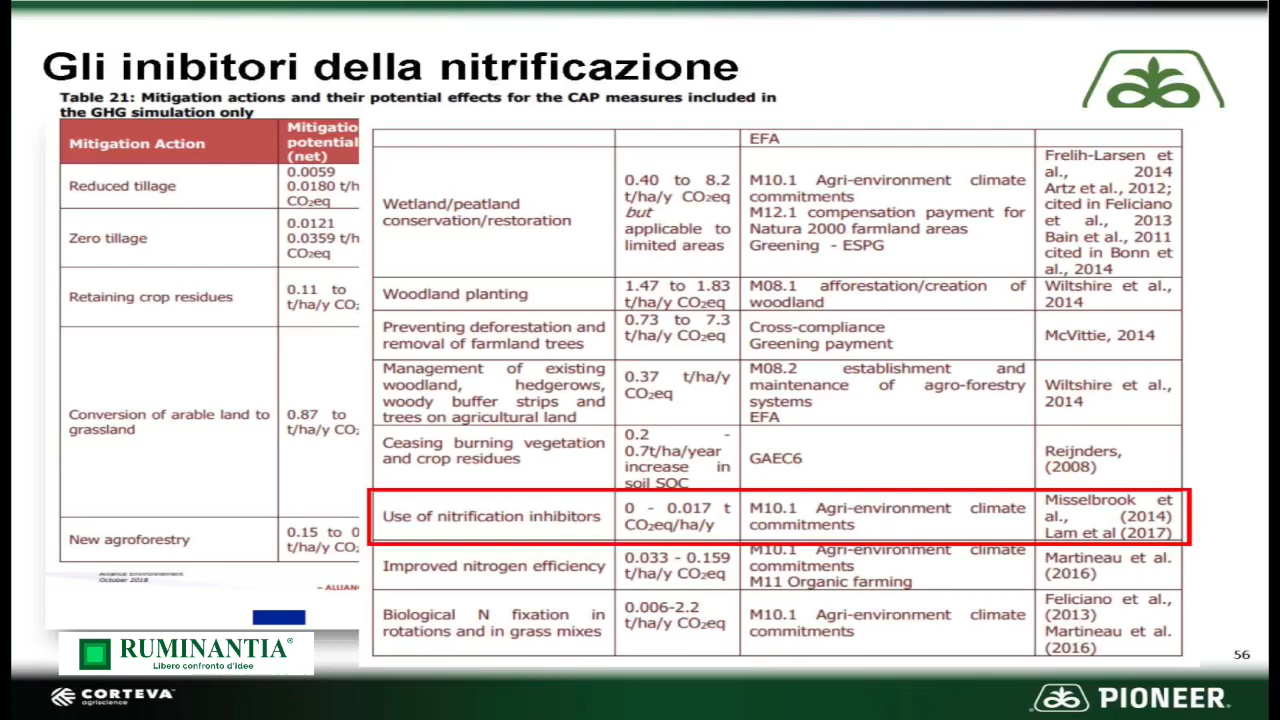 Gli inibitori della nitrificazione
Table 21: Mitigation actions and their potential effects for the CAP measures included in
the GHG simulation only
Mitigation Action
Mitigatio
potential
(net)
Reduced tillage
0.0059
0.0180 t/h
CO₂eq
Zero tillage
0.0121
0.0359 t/h
CO₂eq
Retaining crop residues
0.11 to
t/ha/y CO₂
Conversion of arable land to
grassland
0.87 to
t/ha/y CO₂
New agroforestry
0.15 to 0
t/ha/y CO₂
October 2018
– ALLIAN
EFA
Wetland/peatland
conservation/restoration
0.40 to 8.2
t/ha/y CO₂eq
but
applicable to
limited areas
M10.1 Agri-environment climate
commitments
M12.1 compensation payment for
Natura 2000 farmland areas
Greening - ESPG
Frelih-Larsen et
al., 2014
Artz et al., 2012;
cited in Feliciano
et al., 2013
Bain et al., 2011
cited in Bonn et
al., 2014
Woodland planting
1.47 to 1.83
t/ha/y CO₂eq
M08.1 afforestation/creation of
woodland
Wiltshire et al.,
2014
Preventing deforestation and
removal of farmland trees
0.73 to 7.3
t/ha/y CO₂eq
Cross-compliance
Greening payment
McVittie, 2014
Management of existing
woodland, hedgerows,
woody buffer strips and
trees on agricultural land
0.37 t/ha/y
CO₂eq
M08.2 establishment and
maintenance of agro-forestry
systems
EFA
Wiltshire et al.,
2014
Ceasing burning vegetation
and crop residues
0.2 -
0.7t/ha/year
increase in
soil SOC
GAEC6
Reijnders,
(2008)
Use of nitrification inhibitors
0 - 0.017 t
CO₂eq/ha/y
M10.1 Agri-environment climate
commitments
Misselbrook et
al., (2014)
Lam et al (2017)
Improved nitrogen efficiency
0.033 - 0.159
t/ha/y CO₂eq
M10.1 Agri-environment climate
commitments
M11 Organic farming
Martineau et al.
(2016)
Biological N fixation in
rotations and in grass mixes
0.006-2.2
t/ha/y CO₂eq
M10.1 Agri-environment climate
commitments
Feliciano et al.,
(2013)
Martineau et al.
(2016)
RUMINANTIA®
Libero confronto d'idee
56
CORTEVA™
agriscience
PIONEER.